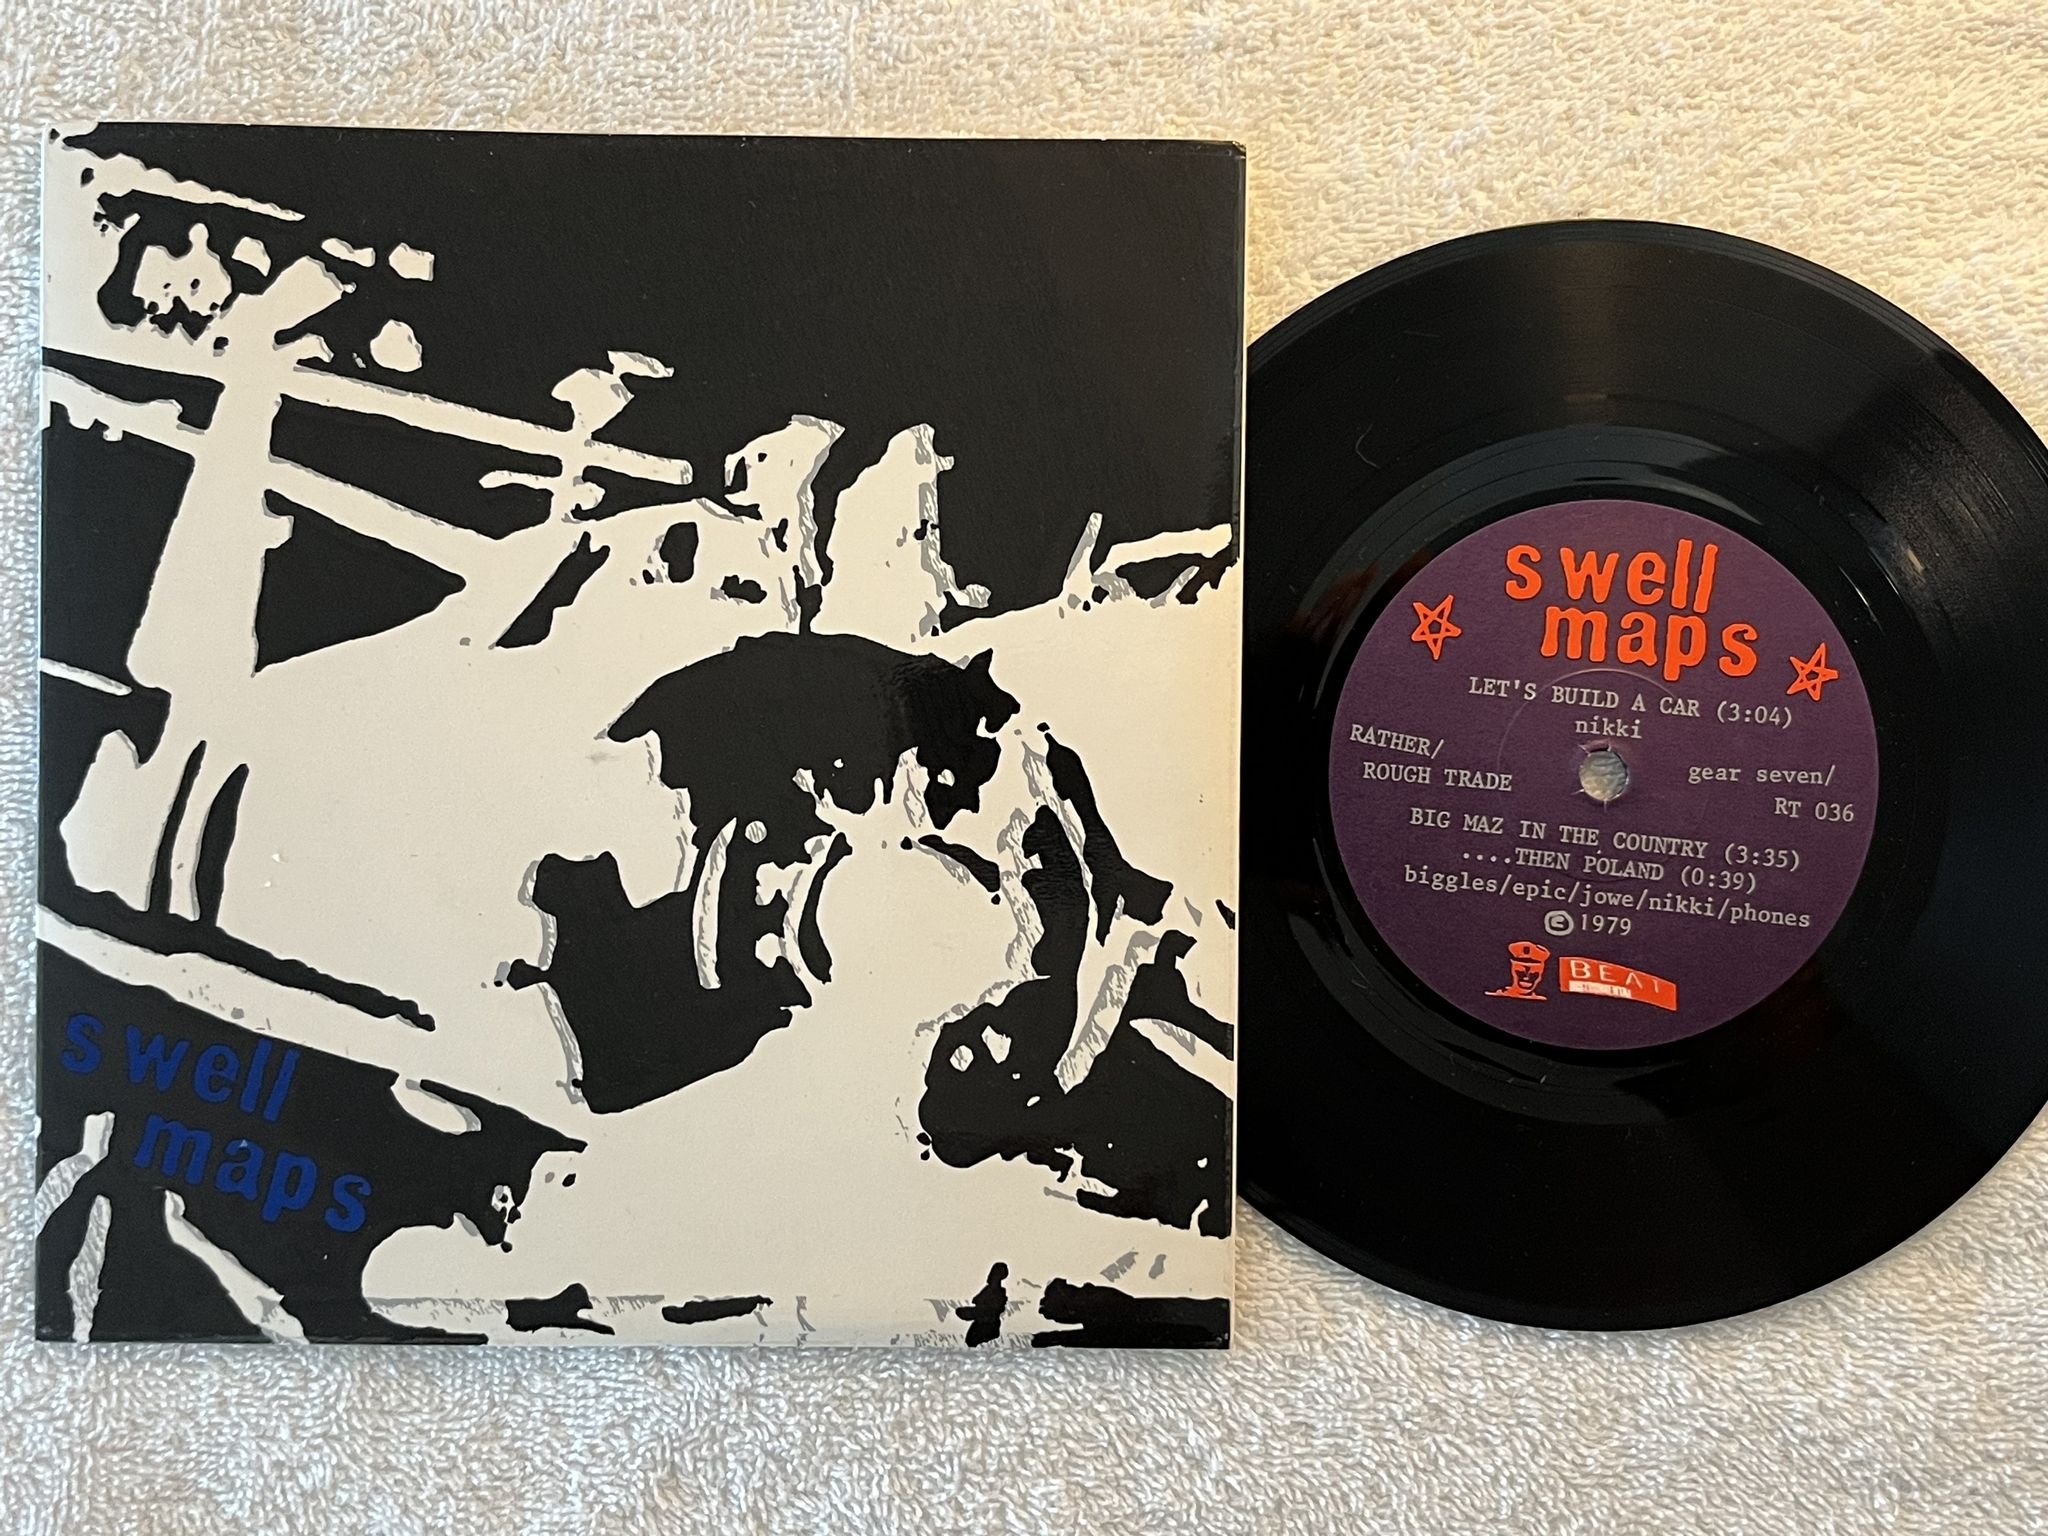 swell
maps
swell
maps
LET'S BUILD A CAR (3:04)
nikki
RATHER/
ROUGH TRADE
gear seven/
RT 036
BIG MAZ IN THE COUNTRY (3:35)
....THEN POLAND (0:39)
biggles/epic/jowe/nikki/phones
1979
BEAT